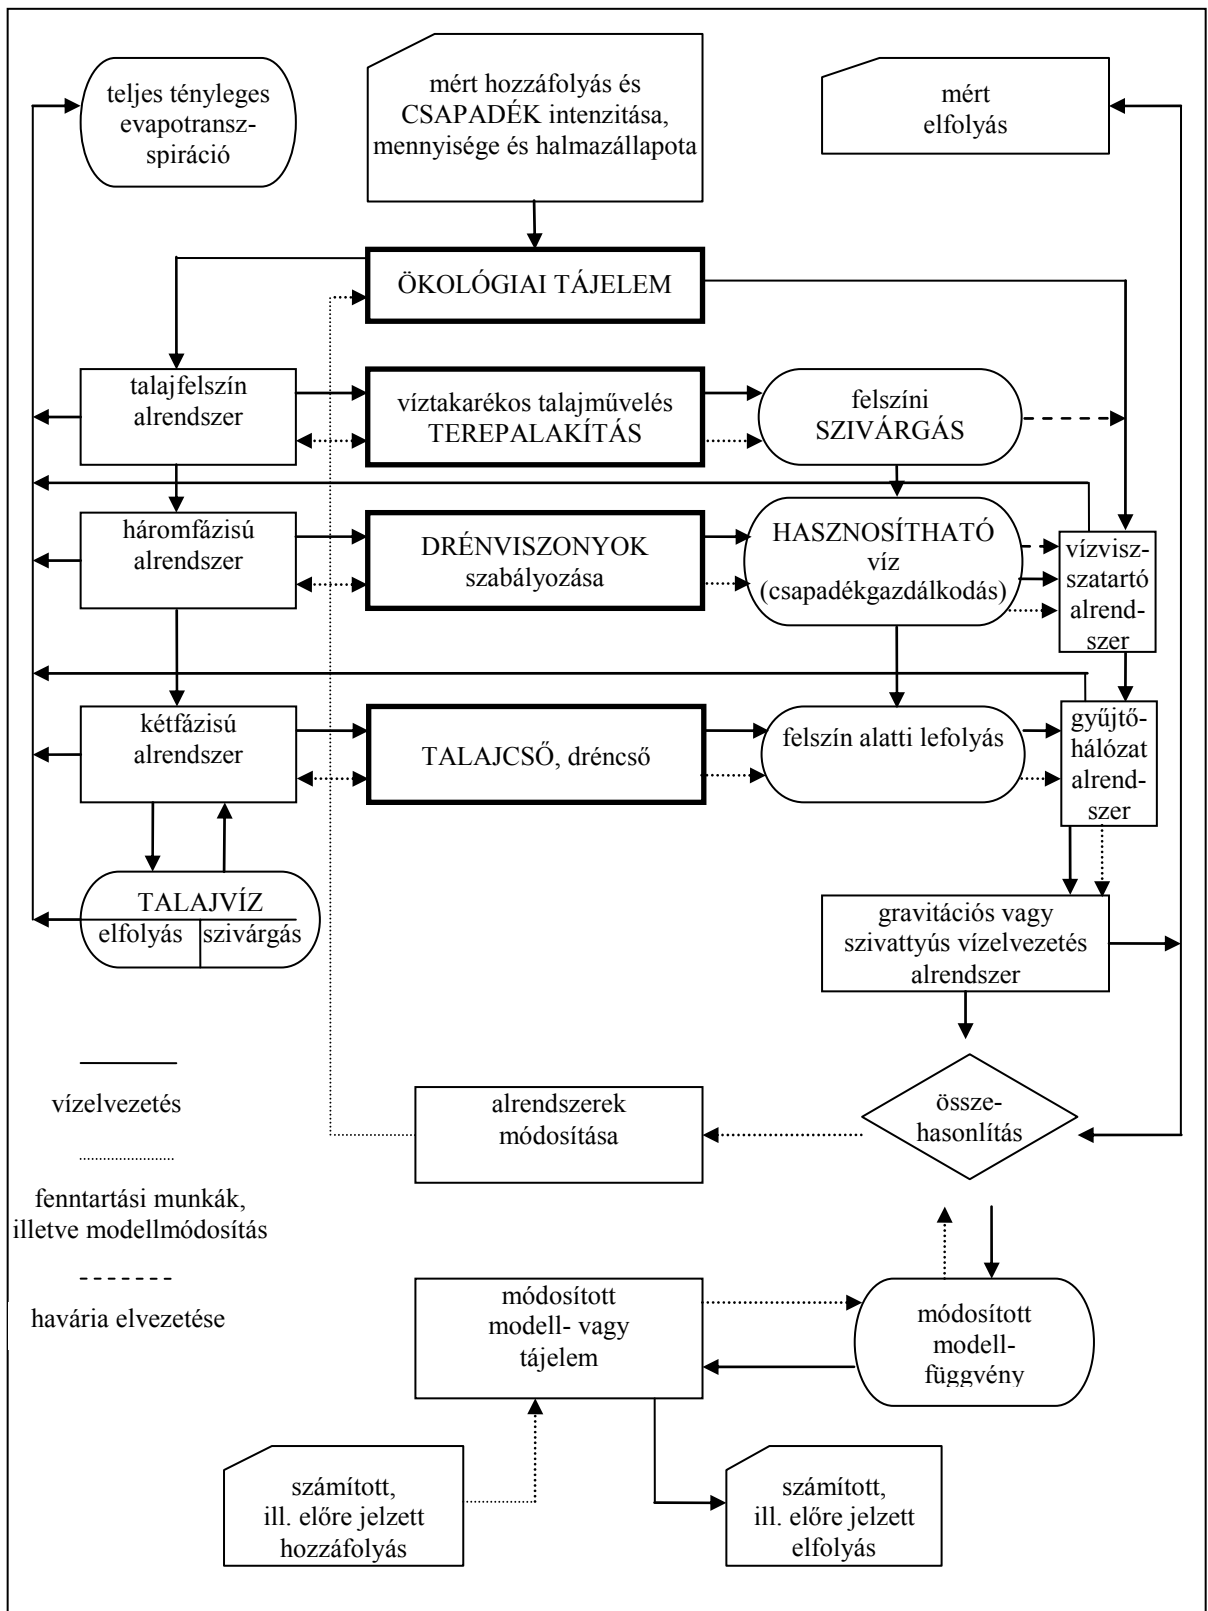 teljes tényleges
evapotransz-
spiráció
mért hozzáfolyás és
CSAPADÉK intenzitása,
mennyisége és halmazállapota
mért
elfolyás
ÖKOLÓGIAI TÁJELEM
talajfelszín
alrendszer
víztakarékos talajművelés
TEREPALAKÍTÁS
felszíni
SZIVÁRGÁS
háromfázisú
alrendszer
DRÉNVISZONYOK
szabályozása
HASZNOSÍTHATÓ
víz
(csapadékgazdálkodás)
vízvisz-
szatartó
alrend-
szer
kétfázisú
alrendszer
TALAJCSŐ, dréncső
felszín alatti lefolyás
gyűjtő-
hálózat
alrend-
szer
TALAJVÍZ
elfolyás
szivárgás
gravitációs vagy
szivattyús vízelvezetés
alrendszer
vízelvezetés
alrendszerek
módosítása
össze-
hasonlítás
fenntartási munkák,
illetve modellmódosítás
havária elvezetése
módosított
modell- vagy
tájelem
módosított
modell-
függvény
számított,
ill. előre jelzett
hozzáfolyás
számított,
ill. előre jelzett
elfolyás